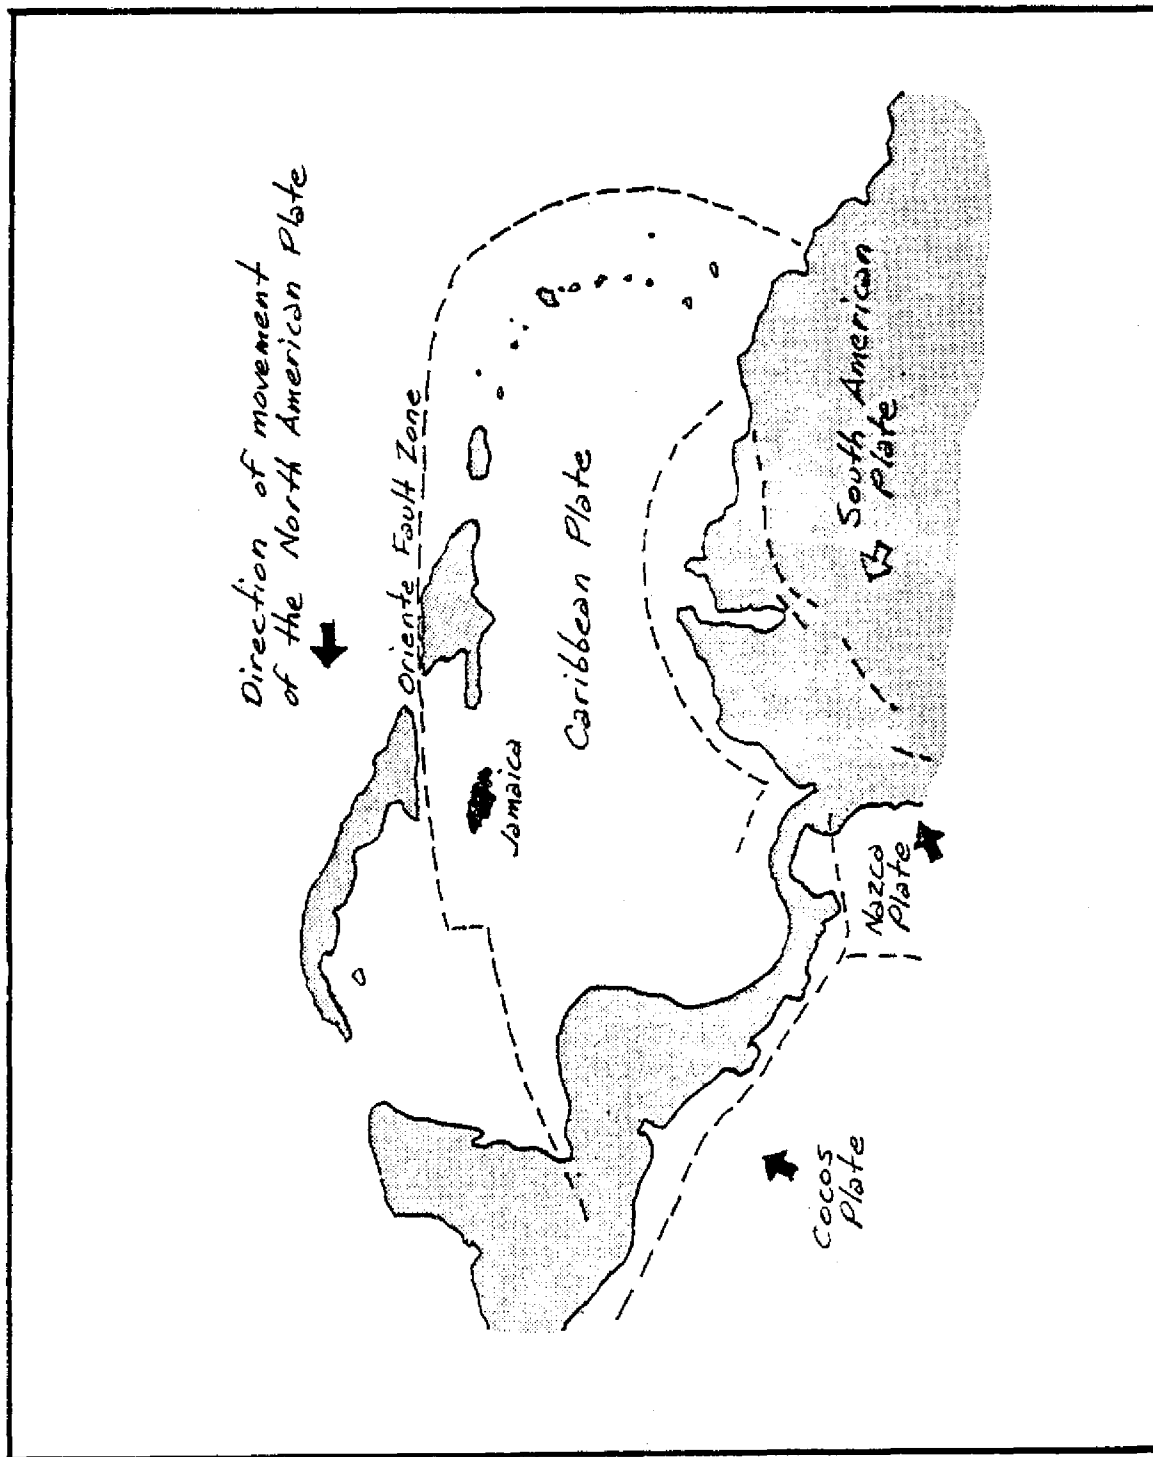 Direction of movement
of the North American Plate
Oriente Fault Zone
Jamaica
Caribbean Plate
South American
Plate
Nazca
Plate
Cocos
Plate